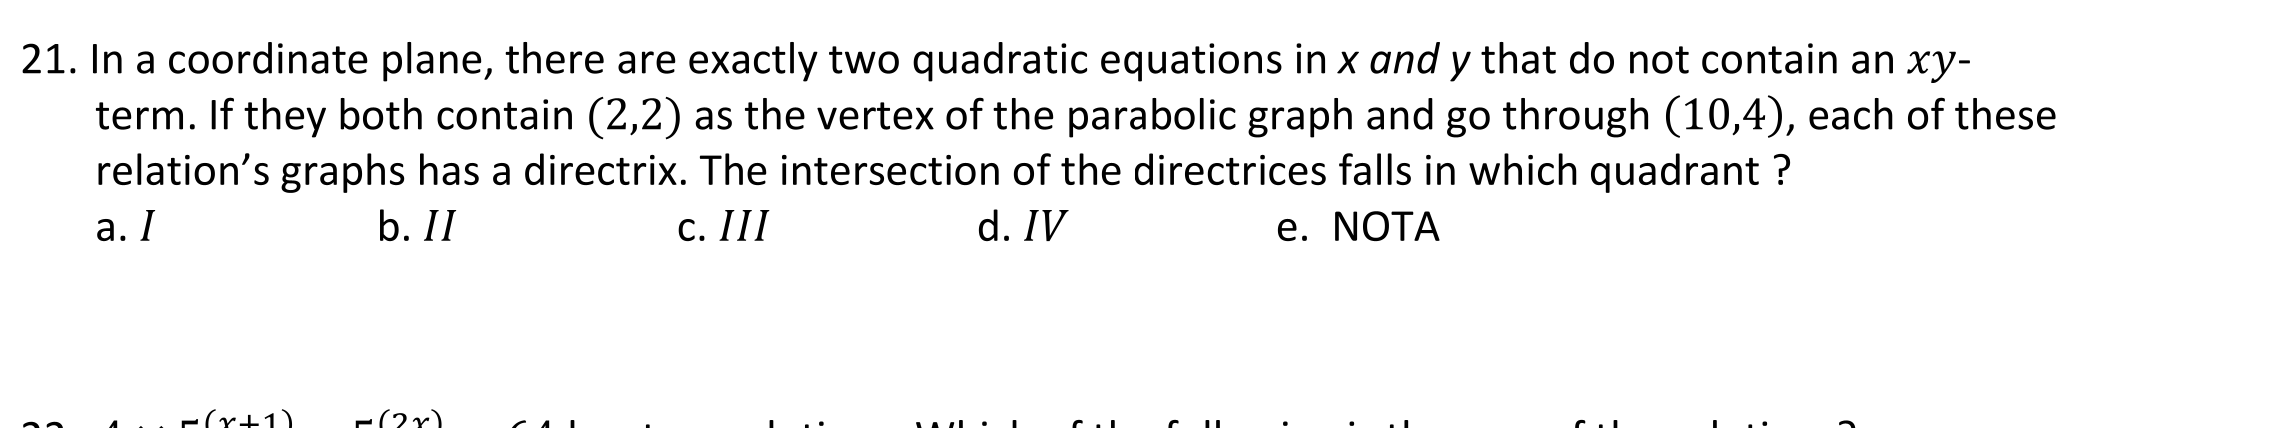 21. In a coordinate plane, there are exactly two quadratic equations in x and y that do not contain an xy-
term. If they both contain (2,2) as the vertex of the parabolic graph and go through (10,4), each of these
relation’s graphs has a directrix. The intersection of the directrices falls in which quadrant ?
a. I b. II c. III d. IV e. NOTA